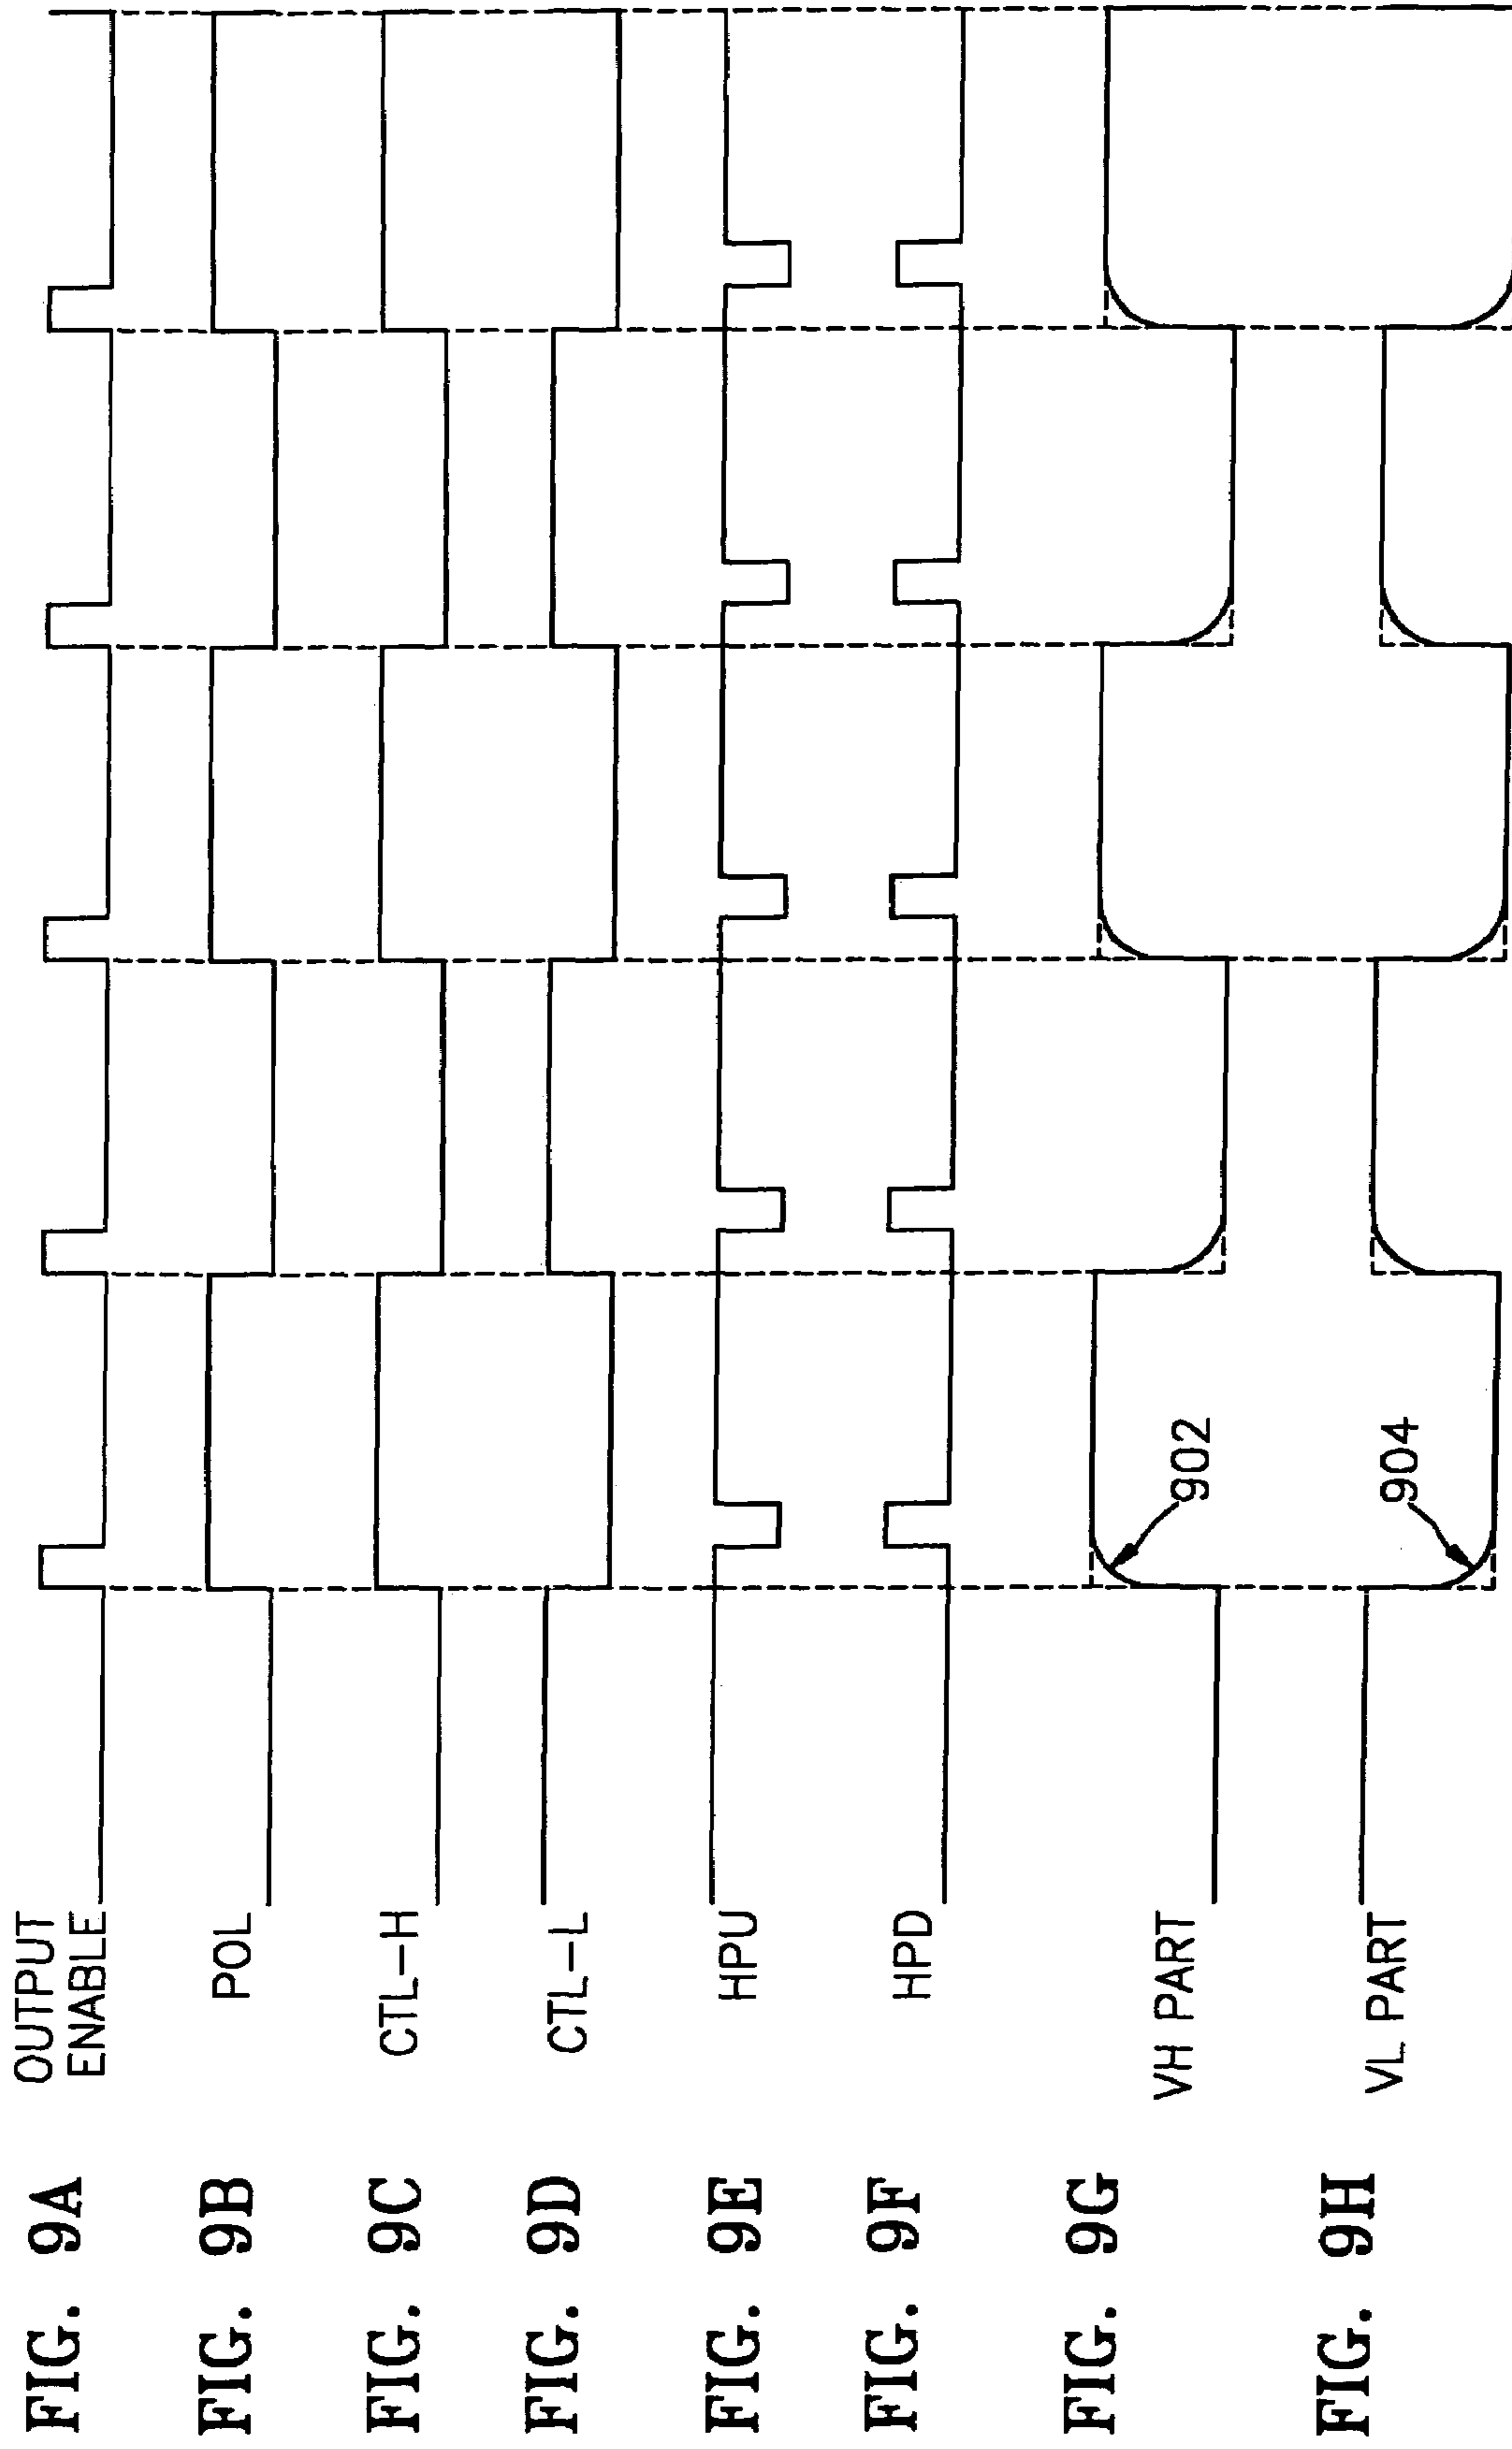 FIG. 9A OUTPUT
ENABLE
FIG. 9B POL
FIG. 9C CTL-H
FIG. 9D CTL-L
FIG. 9E HPU
FIG. 9F HPD
FIG. 9G VH PART
902
FIG. 9H VL PART
904